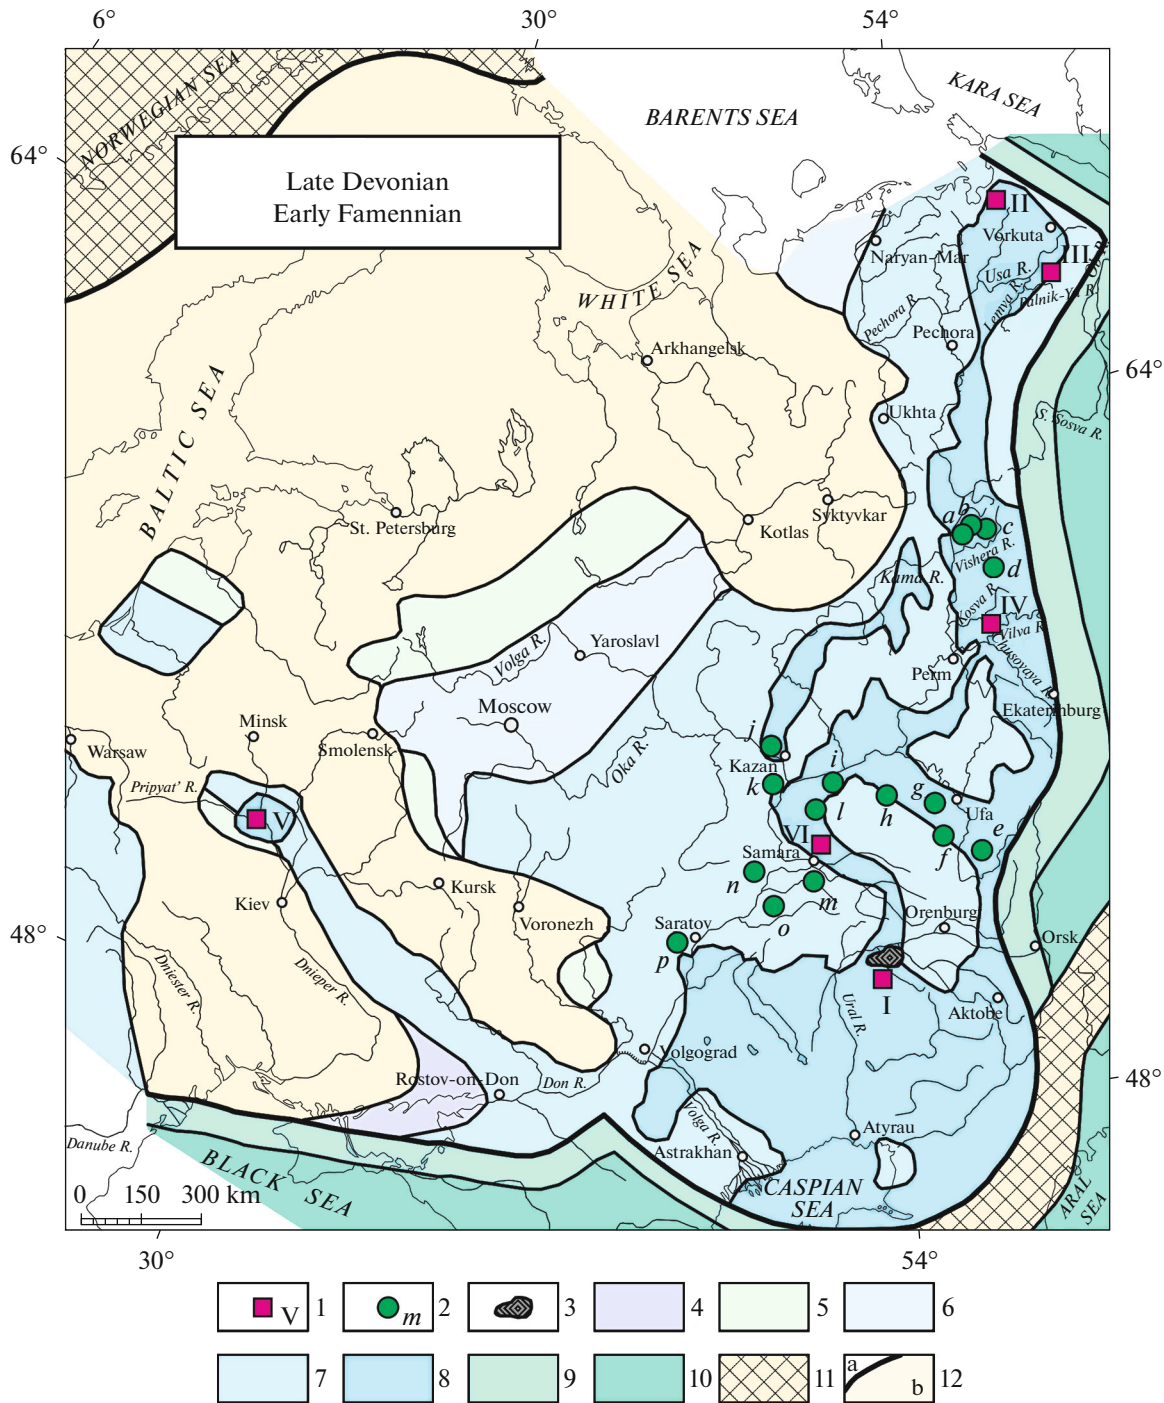 6°
30°
54°
KARA SEA
BARENTS SEA
NORWEGIAN SEA
64°
Late Devonian
Early Famennian
II
Vorkuta
III
Naryan-Mar
Usa R.
Lemva R.
Palnik-Yu R.
Ob R.
WHITE SEA
Pechora R.
Pechora
Arkhangelsk
64°
BALTIC SEA
Ukhta
S. Sosva R.
St. Petersburg
Syktyvkar
Kotlas
a
b
c
Vishera R.
d
Kama R.
Kosva R.
IV
Vilva R.
Chusovaya R.
Volga R.
Yaroslavl
Perm
Ekaterinburg
Moscow
Minsk
Smolensk
Warsaw
Oka R.
j
Kazan
k
i
l
h
g
Ufa
f
e
Pripyat' R.
V
VI
Samara
n
m
o
Kursk
Kiev
Voronezh
Saratov
p
Orenburg
Orsk
48°
Dniester R.
Dnieper R.
I
Ural R.
Aktobe
Volgograd
Rostov-on-Don
Don R.
48°
Volga R.
Astrakhan
Atyrau
Danube R.
BLACK SEA
CASPIAN
SEA
ARAL
SEA
0 150 300 km
30°
54°
V 1
m 2
3
4
5
6
7
8
9
10
11
a
b
12